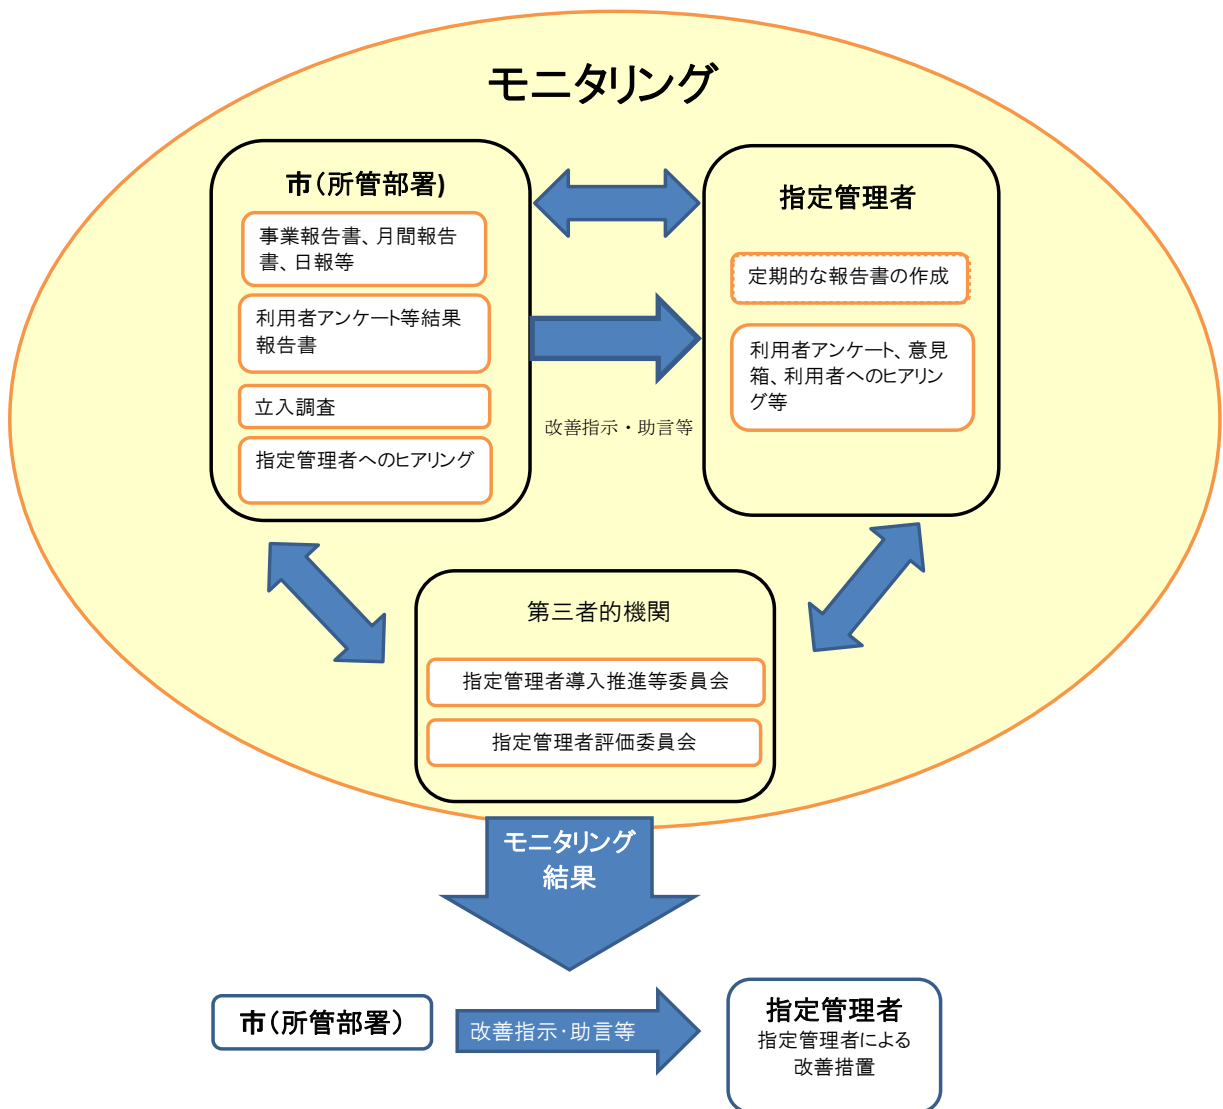 モニタリング
市（所管部署)
事業報告書、月間報告
書、日報等
利用者アンケート等結果
報告書
立入調査
指定管理者へのヒアリング
改善指示・助言等
指定管理者
定期的な報告書の作成
利用者アンケート、意見
箱、利用者へのヒアリン
グ等
第三者的機関
指定管理者導入推進等委員会
指定管理者評価委員会
モニタリング
結果
市（所管部署）
改善指示・助言等
指定管理者
指定管理者による
改善措置